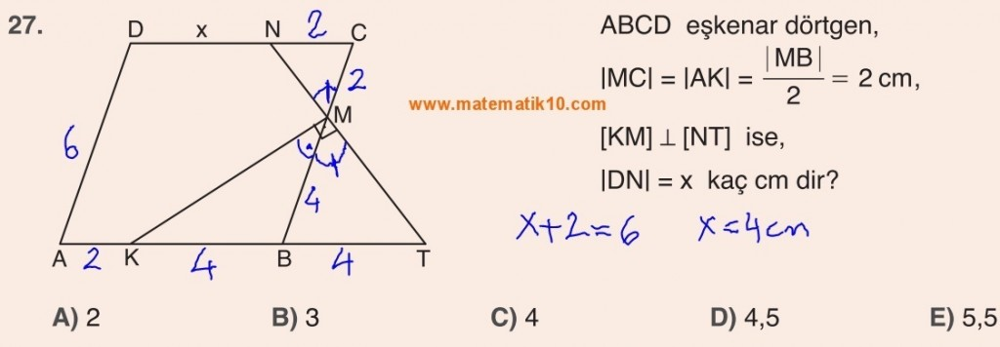 27.
D x N 2 C
ABCD eşkenar dörtgen,
|MC| = |AK| = |MB| / 2 = 2 cm,
2
www.matematik10.com
M
6
[KM] ⊥ [NT] ise,
|DN| = x kaç cm dir?
4
x+2=6 x=4cm
A 2 K 4 B 4 T
A) 2 B) 3 C) 4 D) 4,5 E) 5,5